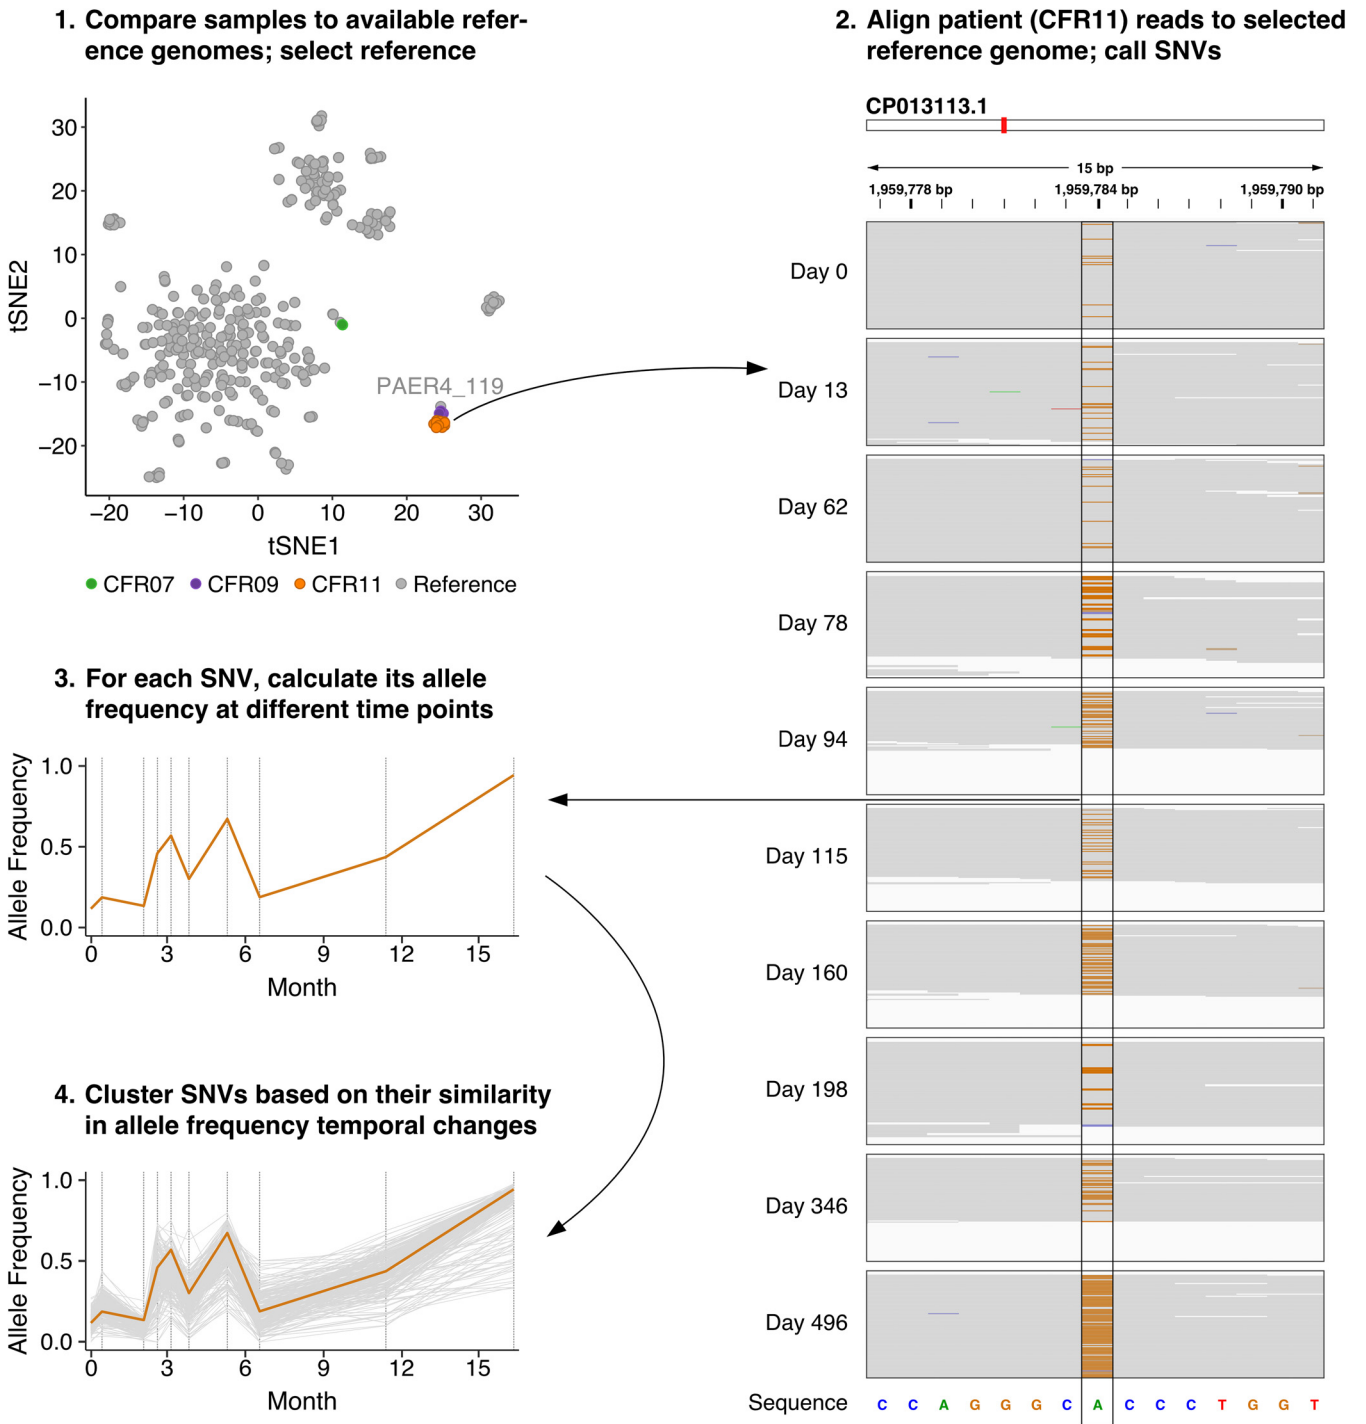 1. Compare samples to available refer-
ence genomes; select reference
tSNE2
30
20
10
0
−10
−20
PAER4_119
−20 −10 0 10 20 30
tSNE1
CFR07 CFR09 CFR11 Reference
2. Align patient (CFR11) reads to selected
reference genome; call SNVs
CP013113.1
15 bp
1,959,778 bp 1,959,784 bp 1,959,790 bp
Day 0
Day 13
Day 62
Day 78
Day 94
Day 115
Day 160
Day 198
Day 346
Day 496
Sequence C C A G G G C A C C C T G G T
3. For each SNV, calculate its allele
frequency at different time points
Allele Frequency
1.0
0.5
0.0
0 3 6 9 12 15
Month
4. Cluster SNVs based on their similarity
in allele frequency temporal changes
Allele Frequency
1.0
0.5
0.0
0 3 6 9 12 15
Month